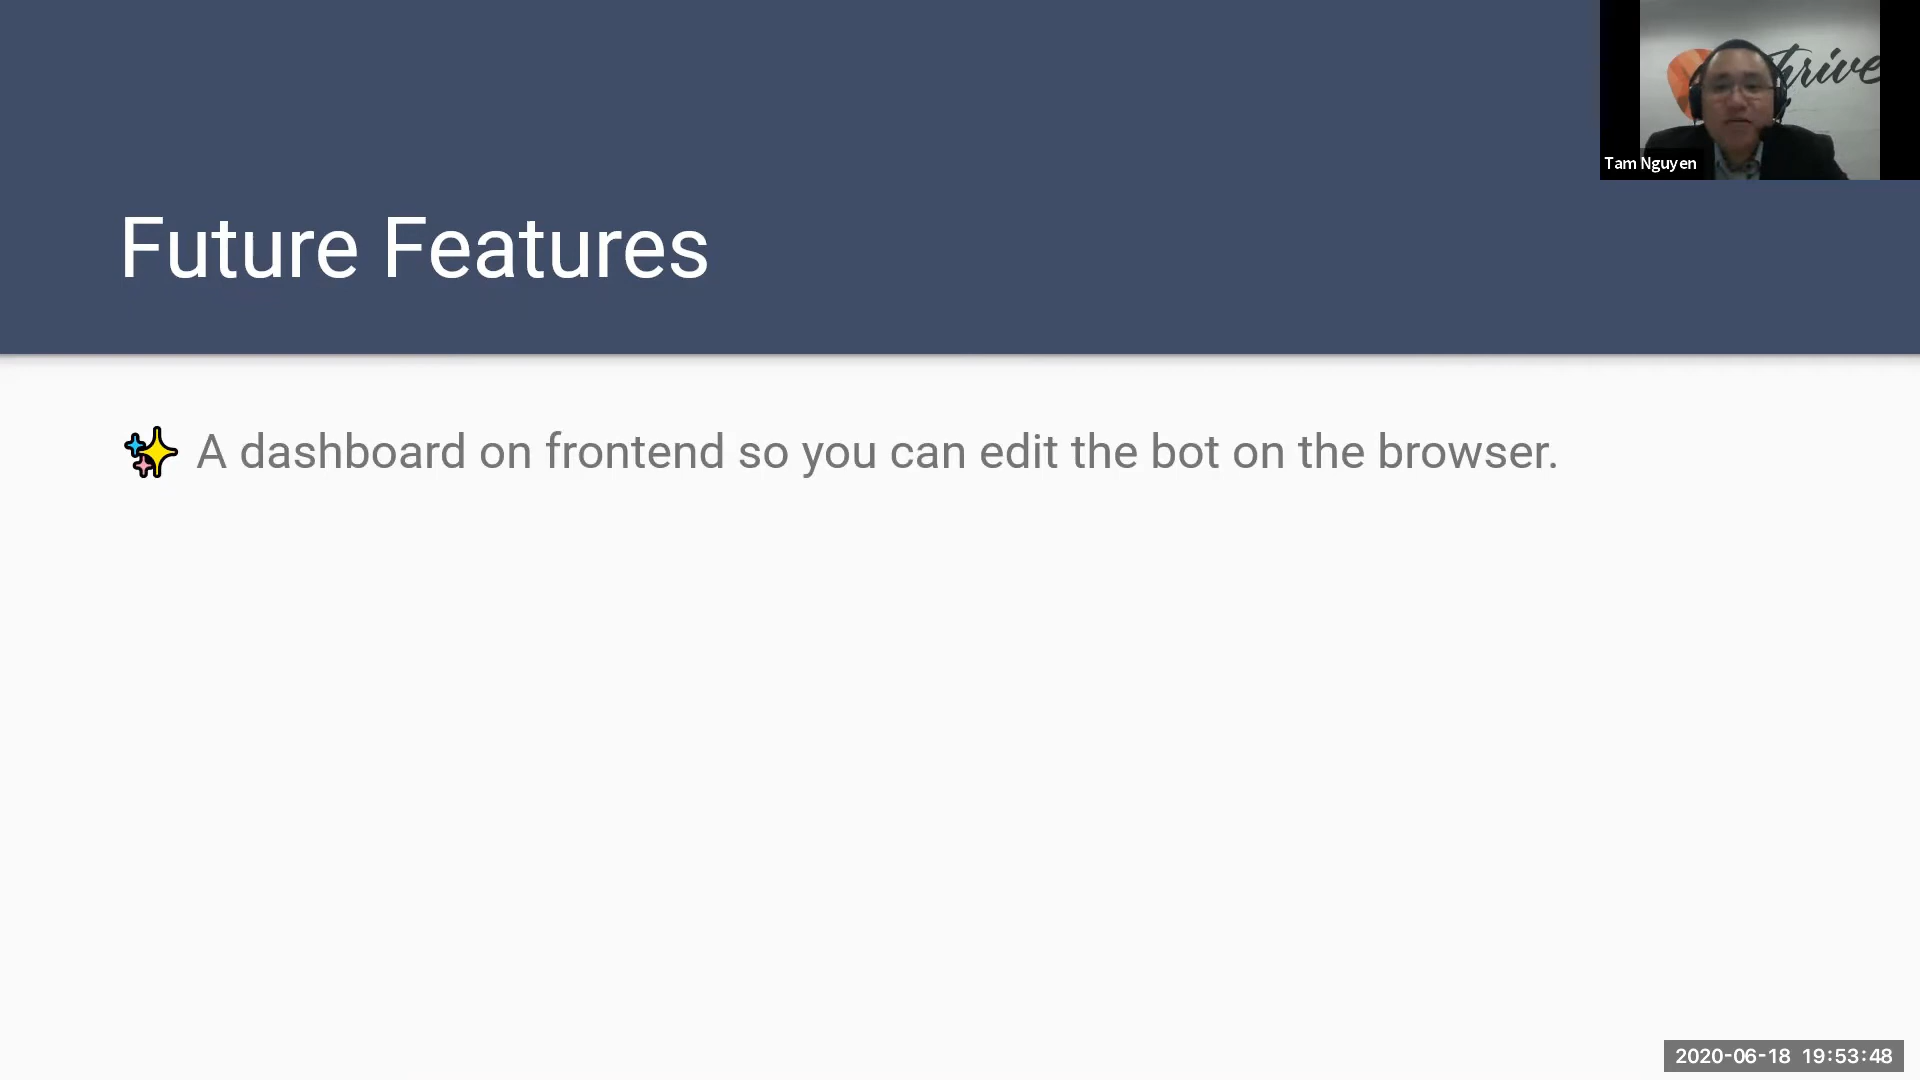 Thrive
Tam Nguyen
Future Features
✨ A dashboard on frontend so you can edit the bot on the browser.
2020-06-18 19:53:48